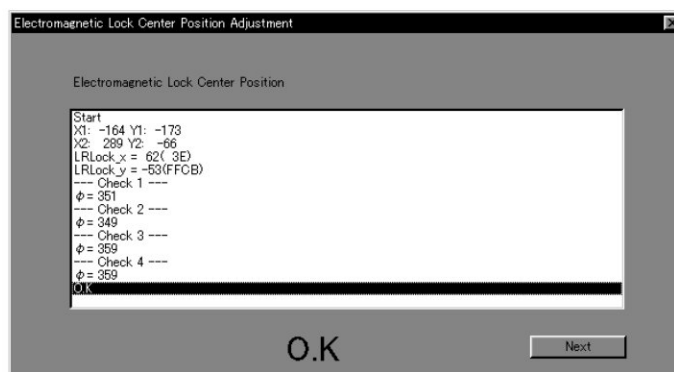 Electromagnetic Lock Center Position Adjustment
Electromagnetic Lock Center Position
Start
X1: -164 Y1: -173
X2: 289 Y2: -66
LRLock_x = 62( 3E)
LRLock_y = -53(FFCB)
--- Check 1 ---
φ = 351
--- Check 2 ---
φ = 349
--- Check 3 ---
φ = 359
--- Check 4 ---
φ = 359
O.K
O.K
Next